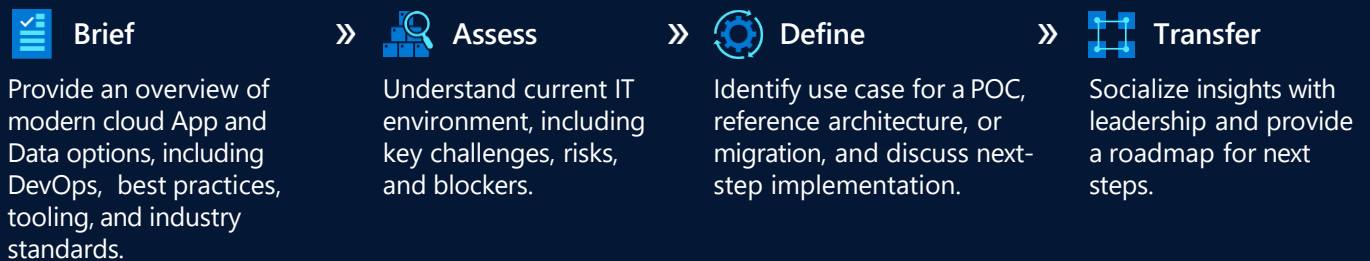 Brief
»
Assess
»
Define
»
Transfer
Provide an overview of
modern cloud App and
Data options, including
DevOps,  best practices,
tooling, and industry
standards.
Understand current IT
environment, including
key challenges, risks,
and blockers.
Identify use case for a POC,
reference architecture, or
migration, and discuss next-
step implementation.
Socialize insights with
leadership and provide
a roadmap for next
steps.